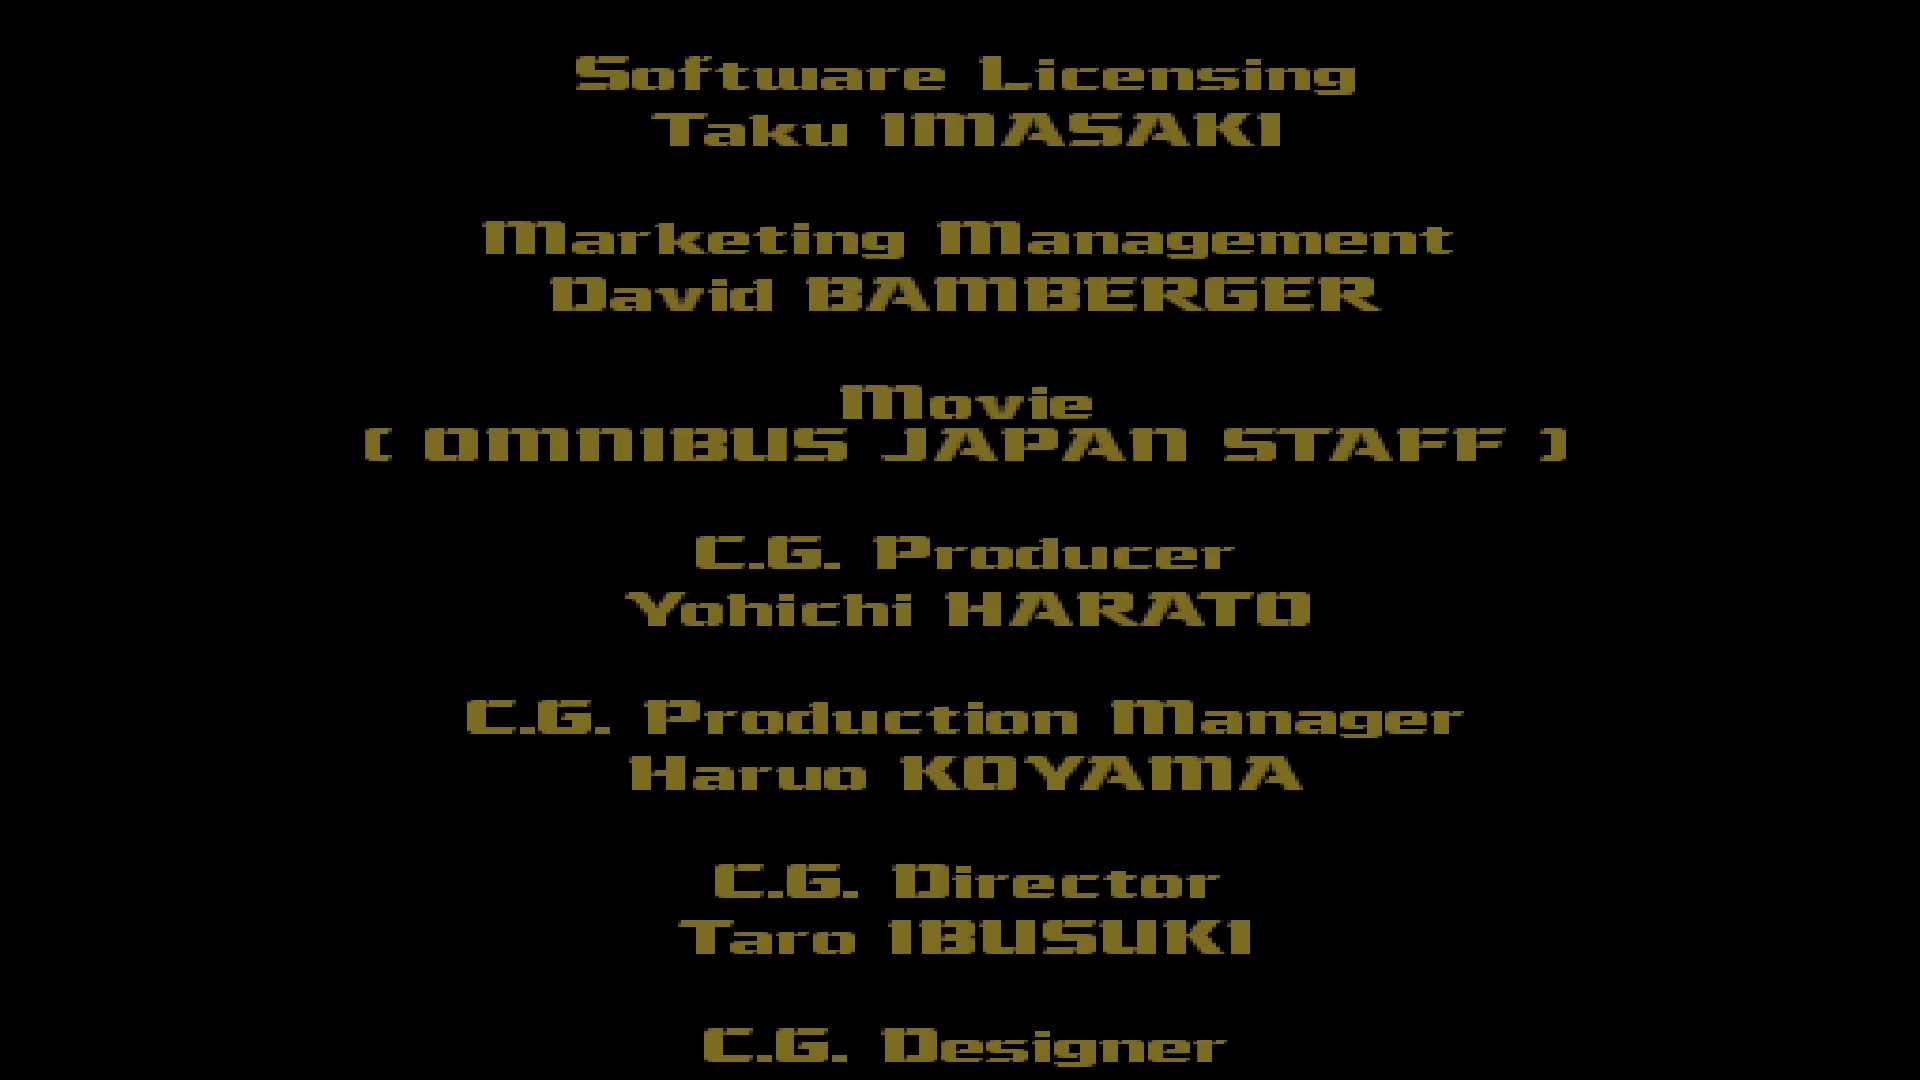 Software Licensing
Taku IMASAKI
Marketing Management
David BAMBERGER
Movie
( OMNIBUS JAPAN STAFF )
C.G. Producer
Yohichi HARATO
C.G. Production Manager
Haruo KOYAMA
C.G. Director
Taro IBUSUKI
C.G. Designer